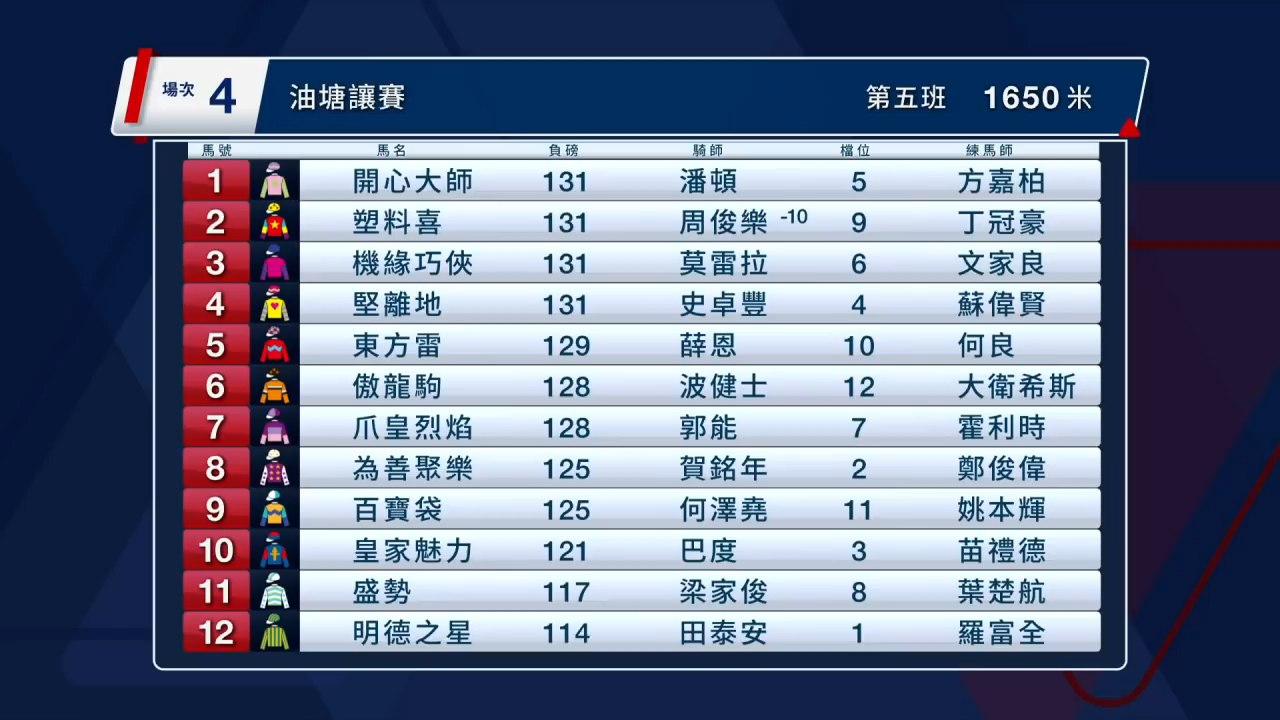 場次 4 油塘讓賽 第五班 1650 米
馬號 馬名 負磅 騎師 檔位 練馬師
1 開心大師 131 潘頓 5 方嘉柏
2 塑料喜 131 周俊樂 -10 9 丁冠豪
3 機緣巧俠 131 莫雷拉 6 文家良
4 堅離地 131 史卓豐 4 蘇偉賢
5 東方雷 129 薛恩 10 何良
6 傲龍駒 128 波健士 12 大衛希斯
7 爪皇烈焰 128 郭能 7 霍利時
8 為善聚樂 125 賀銘年 2 鄭俊偉
9 百寶袋 125 何澤堯 11 姚本輝
10 皇家魅力 121 巴度 3 苗禮德
11 盛勢 117 梁家俊 8 葉楚航
12 明德之星 114 田泰安 1 羅富全